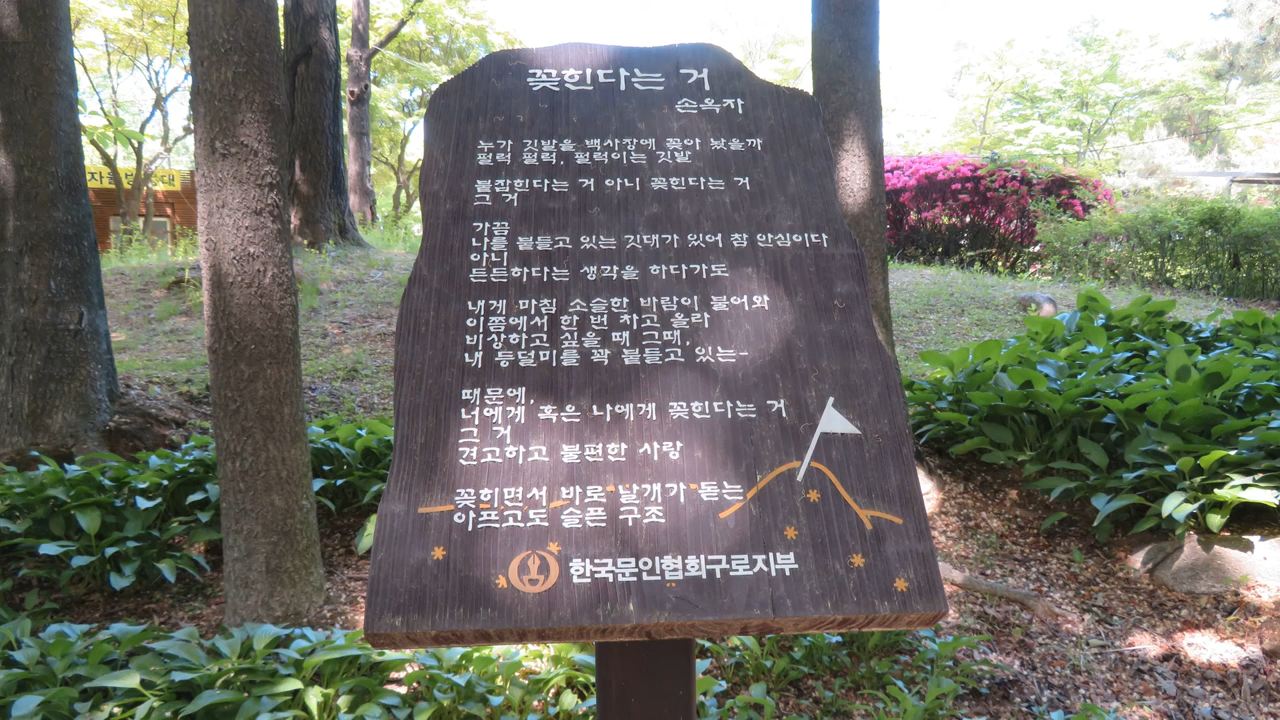 꽂힌다는 거
손옥자
누가 깃발을 백사장에 꽂아 놨을까
펄럭 펄럭, 펄럭이는 깃발
붙잡힌다는 거 아니 꽂힌다는 거
그 거
가끔
나를 붙들고 있는 깃대가 있어 참 안심이다
아니
든든하다는 생각을 하다가도
내게 마침 소슬한 바람이 불어와
이쯤에서 한 번 차고 올라
비상하고 싶을 때 그때,
내 등덜미를 꽉 붙들고 있는-
때문에,
너에게 혹은 나에게 꽂힌다는 거
그 거
견고하고 불편한 사랑
꽂히면서 바로 날개가 돋는
아프고도 슬픈 구조
한국문인협회구로지부
자율방
대